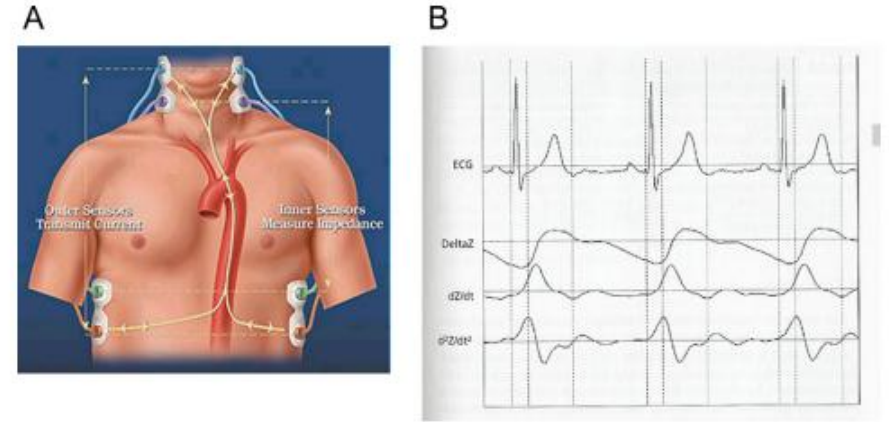 A
B
Outer Sensors
Transmit Current
Inner Sensors
Measure Impedance
ECG
DeltaZ
dZ/dt
d²Z/dt²